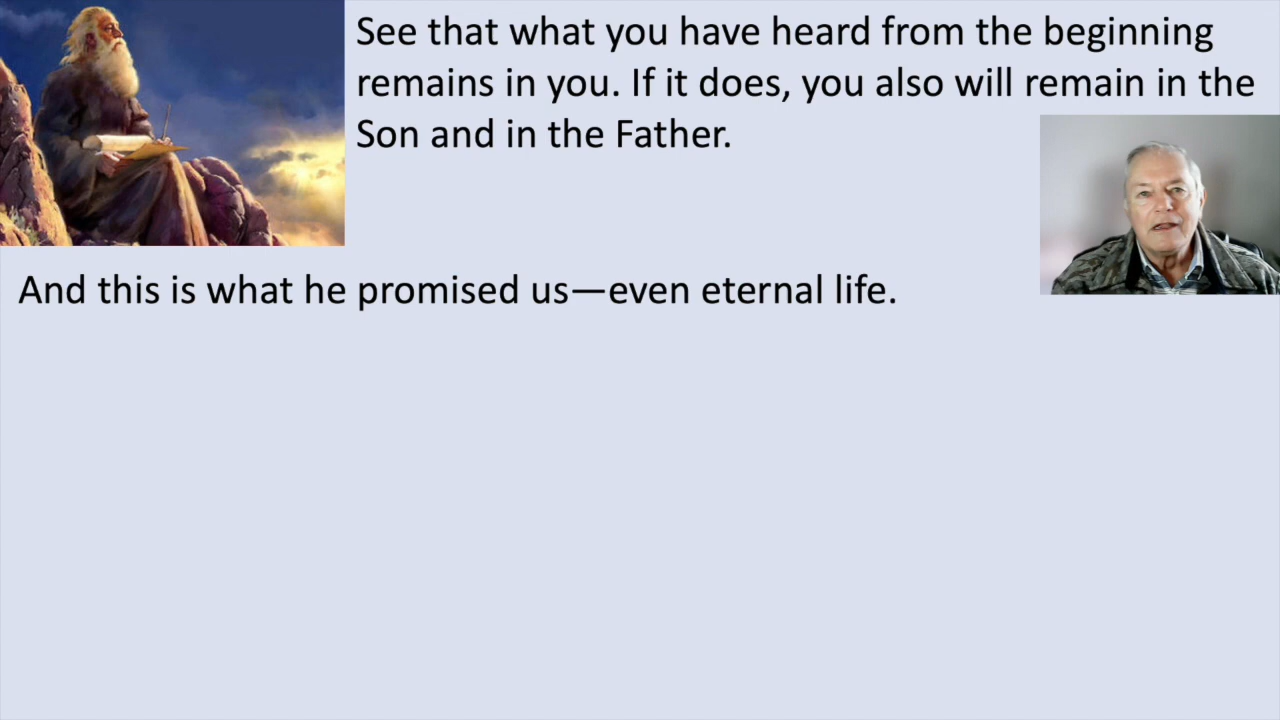 See that what you have heard from the beginning
remains in you. If it does, you also will remain in the
Son and in the Father.
And this is what he promised us—even eternal life.